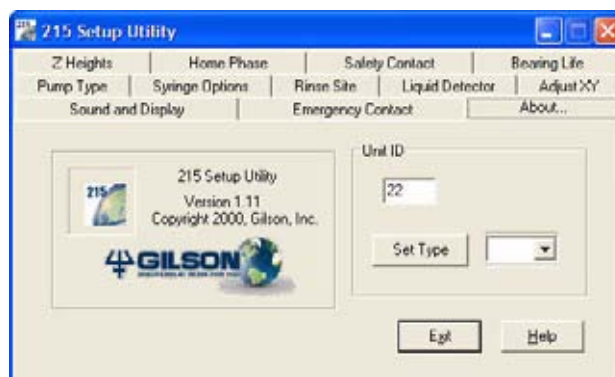 215 Setup Utility
Z Heights Home Phase Safety Contact Bearing Life
Pump Type Syringe Options Rinse Site Liquid Detector Adjust XY
Sound and Display Emergency Contact About...
Unit ID
215
215 Setup Utility
Version 1.11
Copyright 2000, Gilson, Inc.
GILSON
22
Set Type
Exit Help